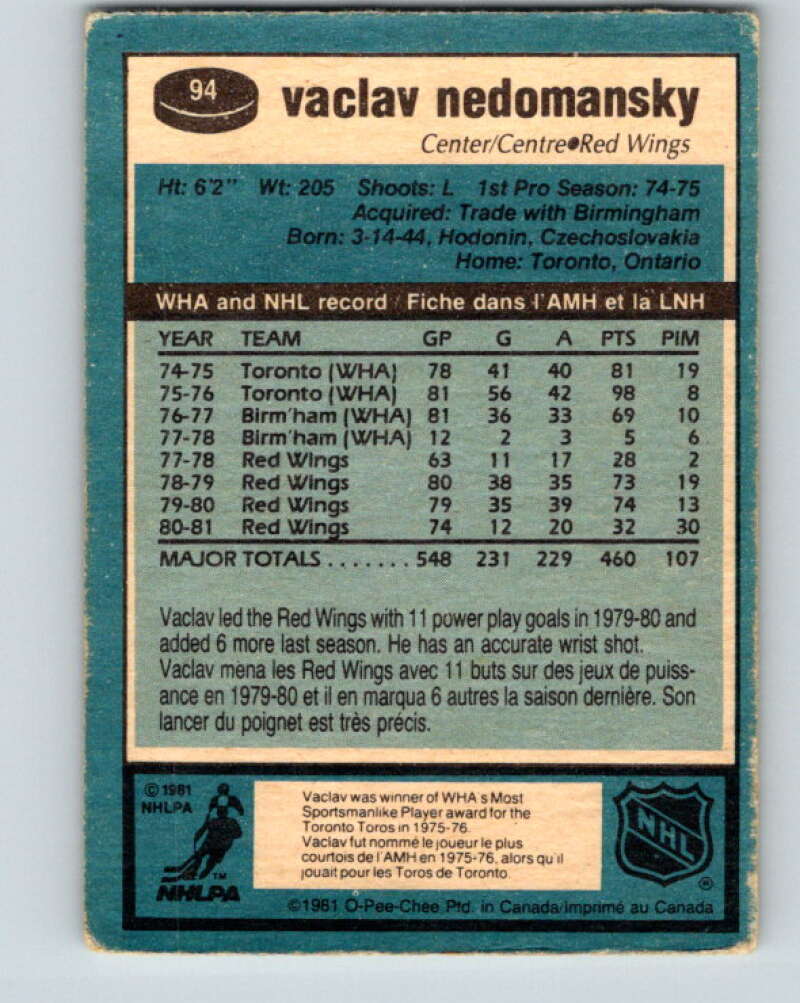 94
vaclav nedomansky
Center/Centre●Red Wings
Ht: 6'2" Wt: 205 Shoots: L 1st Pro Season: 74-75
Acquired: Trade with Birmingham
Born: 3-14-44, Hodonin, Czechoslovakia
Home: Toronto, Ontario
WHA and NHL record / Fiche dans l'AMH et la LNH
YEAR TEAM GP G A PTS PIM
74-75 Toronto (WHA) 78 41 40 81 19
75-76 Toronto (WHA) 81 56 42 98 8
76-77 Birm'ham (WHA) 81 36 33 69 10
77-78 Birm'ham (WHA) 12 2 3 5 6
77-78 Red Wings 63 11 17 28 2
78-79 Red Wings 80 38 35 73 19
79-80 Red Wings 79 35 39 74 13
80-81 Red Wings 74 12 20 32 30
MAJOR TOTALS ....... 548 231 229 460 107
Vaclav led the Red Wings with 11 power play goals in 1979-80 and
added 6 more last season. He has an accurate wrist shot.
Vaclav mena les Red Wings avec 11 buts sur des jeux de puiss-
ance en 1979-80 et il en marqua 6 autres la saison dernière. Son
lancer du poignet est très précis.
© 1981
NHLPA
TM
NHLPA
Vaclav was winner of WHA's Most
Sportsmanlike Player award for the
Toronto Toros in 1975-76.
Vaclav fut nommé le joueur le plus
courtois de l'AMH en 1975-76, alors qu'il
jouait pour les Toros de Toronto.
NHL
®
©1981 O-Pee-Chee Ptd. in Canada/Imprimé au Canada